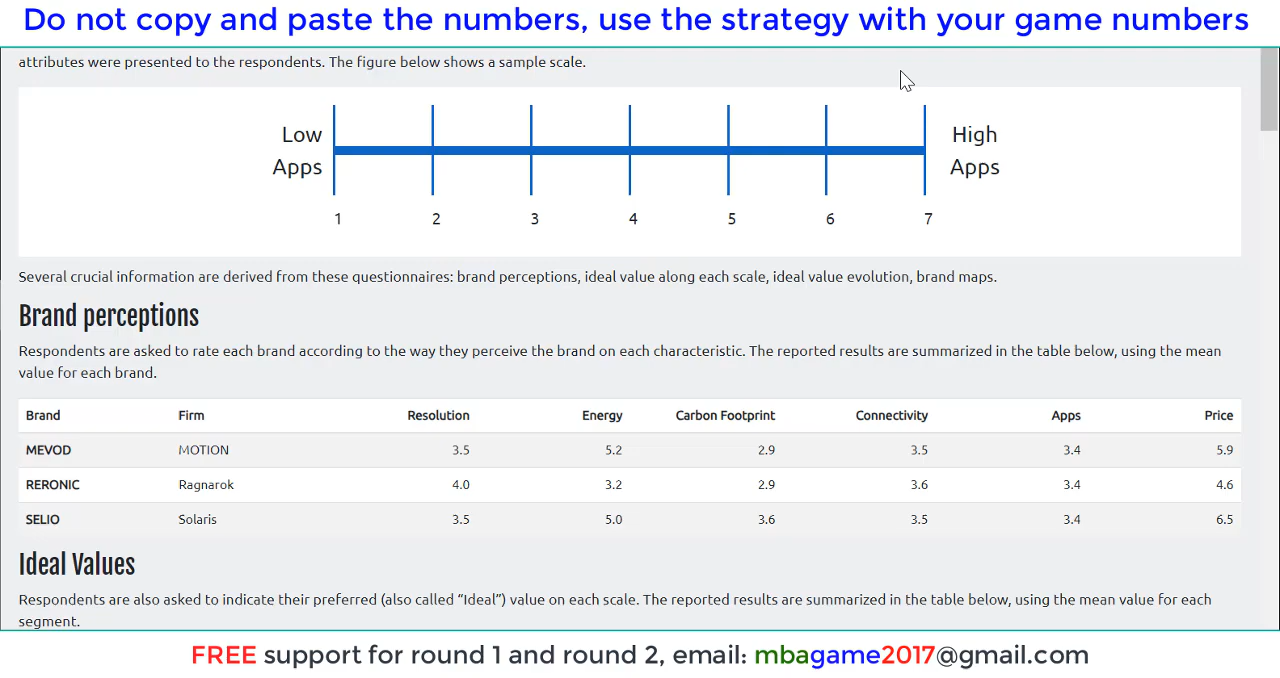 Do not copy and paste the numbers, use the strategy with your game numbers
attributes were presented to the respondents. The figure below shows a sample scale.
Low Apps
High Apps
1 2 3 4 5 6 7
Several crucial information are derived from these questionnaires: brand perceptions, ideal value along each scale, ideal value evolution, brand maps.
Brand perceptions
Respondents are asked to rate each brand according to the way they perceive the brand on each characteristic. The reported results are summarized in the table below, using the mean
value for each brand.
Brand Firm Resolution Energy Carbon Footprint Connectivity Apps Price
MEVOD MOTION 3.5 5.2 2.9 3.5 3.4 5.9
RERONIC Ragnarok 4.0 3.2 2.9 3.6 3.4 4.6
SELIO Solaris 3.5 5.0 3.6 3.5 3.4 6.5
Ideal Values
Respondents are also asked to indicate their preferred (also called “Ideal”) value on each scale. The reported results are summarized in the table below, using the mean value for each
segment.
FREE support for round 1 and round 2, email: mbagame2017@gmail.com